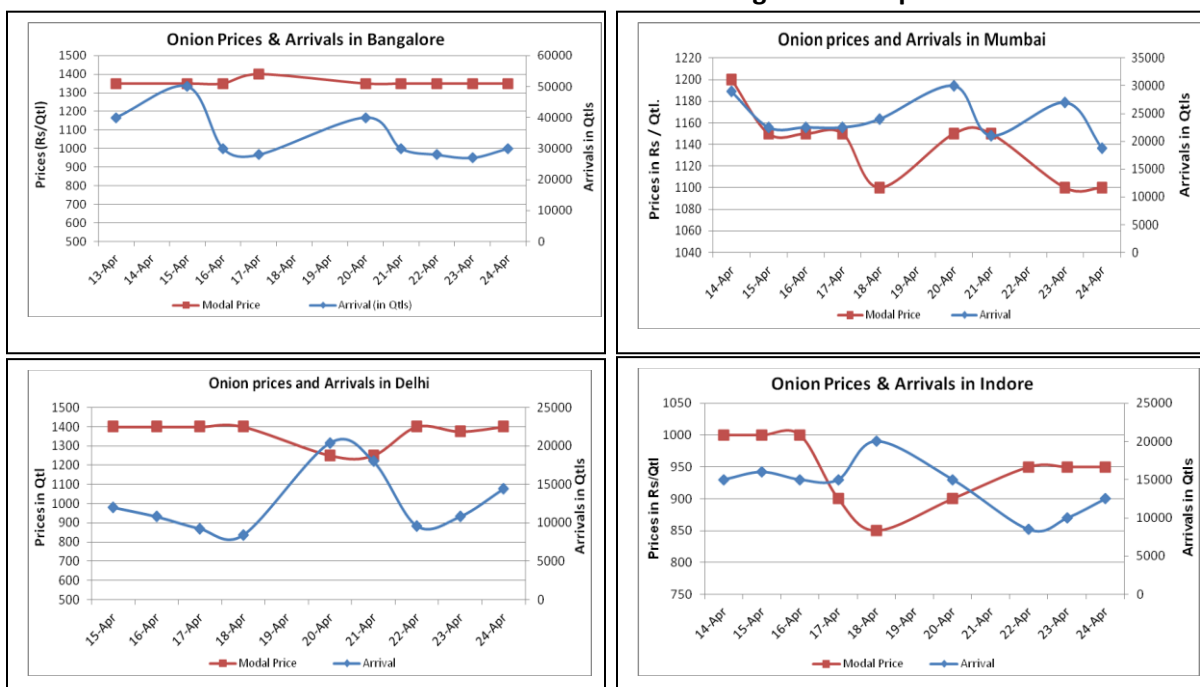 Onion Prices & Arrivals in Bangalore
Prices (Rs/Qtl)
1500
1400
1300
1200
1100
1000
900
800
700
600
500
60000
50000
40000
30000
20000
10000
0
Arrivals in Qtls
13-Apr
14-Apr
15-Apr
16-Apr
17-Apr
18-Apr
19-Apr
20-Apr
21-Apr
22-Apr
23-Apr
24-Apr
Modal Price
Arrival (in Qtls)
Onion prices and Arrivals in Mumbai
Prices in Rs / Qtl.
1220
1200
1180
1160
1140
1120
1100
1080
1060
1040
35000
30000
25000
20000
15000
10000
5000
0
Arrivals in Qtls
14-Apr
15-Apr
16-Apr
17-Apr
18-Apr
19-Apr
20-Apr
21-Apr
22-Apr
23-Apr
24-Apr
Modal Price
Arrival
Onion prices and Arrivals in Delhi
Prices in Qtl
1500
1400
1300
1200
1100
1000
900
800
700
600
500
25000
20000
15000
10000
5000
0
Arrivals in Qtls
15-Apr
16-Apr
17-Apr
18-Apr
19-Apr
20-Apr
21-Apr
22-Apr
23-Apr
24-Apr
Modal Price
Arrival
Onion Prices & Arrivals in Indore
Prices in Rs/Qtl
1050
1000
950
900
850
800
750
25000
20000
15000
10000
5000
0
Arrivals in Qtls
14-Apr
15-Apr
16-Apr
17-Apr
18-Apr
19-Apr
20-Apr
21-Apr
22-Apr
23-Apr
24-Apr
Modal Price
Arrival